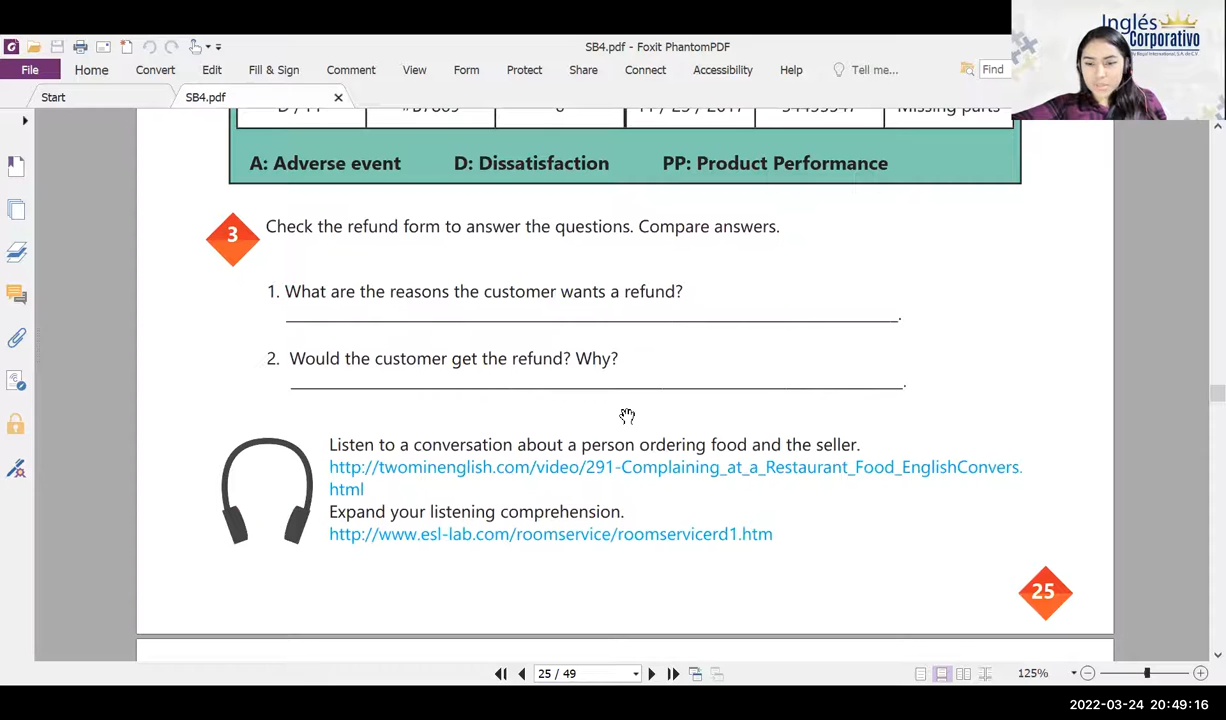 SB4.pdf - Foxit PhantomPDF
Inglés
Corporativo
File Home Convert Edit Fill & Sign Comment View Form Protect Share Connect Accessibility Help Tell me... Find
Start SB4.pdf
Missing parts
A: Adverse event D: Dissatisfaction PP: Product Performance
3 Check the refund form to answer the questions. Compare answers.
1. What are the reasons the customer wants a refund?
2. Would the customer get the refund? Why?
Listen to a conversation about a person ordering food and the seller.
http://twominenglish.com/video/291-Complaining_at_a_Restaurant_Food_EnglishConvers.
html
Expand your listening comprehension.
http://www.esl-lab.com/roomservice/roomservicerd1.htm
25
25 / 49
125%
2022-03-24 20:49:16